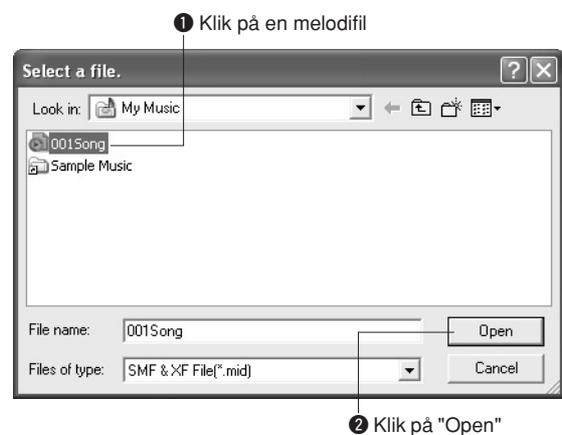 ❶ Klik på en melodifil
Select a file.
Look in: My Music
001Song
Sample Music
File name: 001Song Open
Files of type: SMF & XF File(*.mid) Cancel
❷ Klik på "Open"